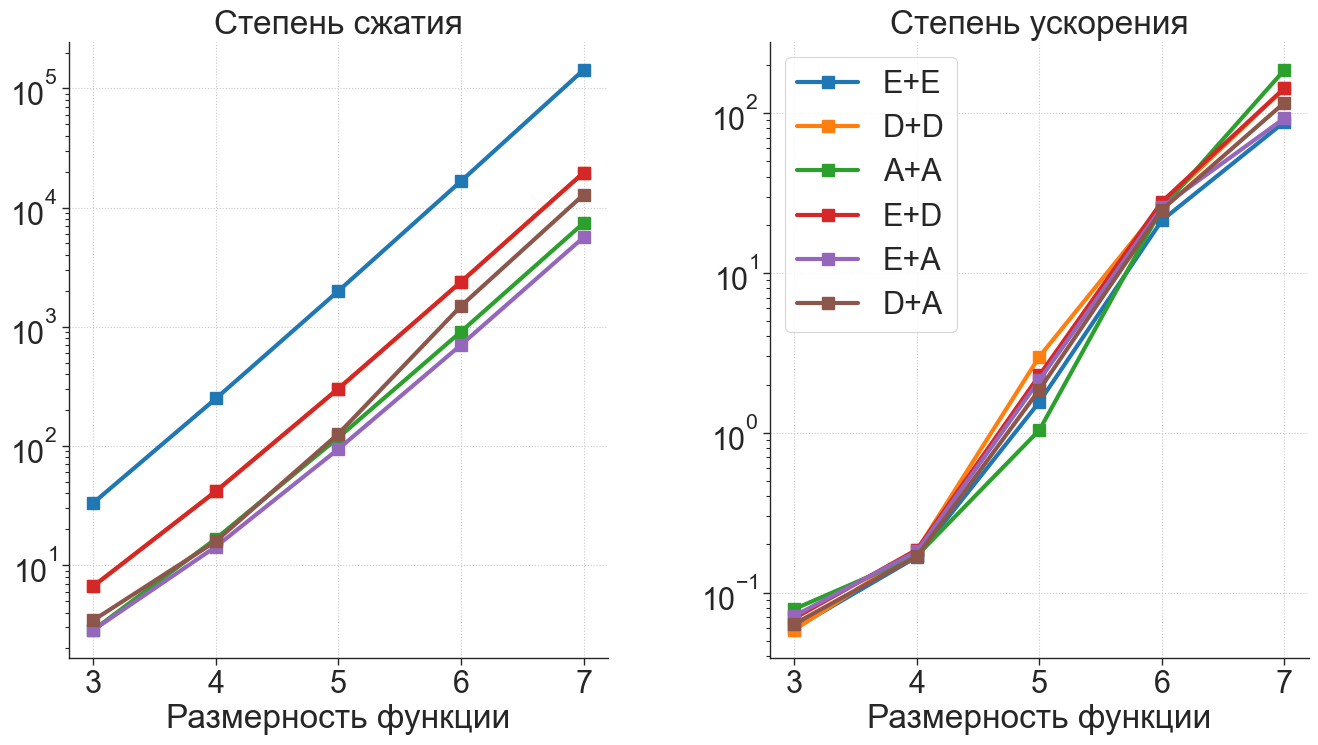 Степень сжатия
10^5
10^4
10^3
10^2
10^1
3 4 5 6 7
Размерность функции
Степень ускорения
E+E
D+D
A+A
E+D
E+A
D+A
10^2
10^1
10^0
10^−1
3 4 5 6 7
Размерность функции